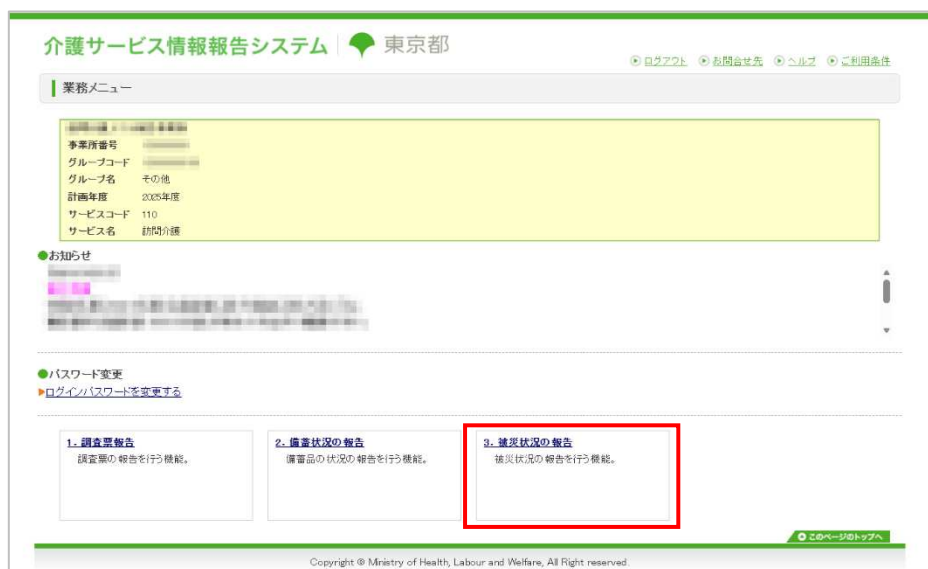 介護サービス情報報告システム 東京都
ログアウト お問合せ先 ヘルプ ご利用条件
業務メニュー
事業所番号
グループコード
グループ名 その他
計画年度 2025年度
サービスコード 110
サービス名 訪問介護
●お知らせ
●パスワード変更
▶ログインパスワードを変更する
1. 調査票報告
調査票の報告を行う機能。
2. 備蓄状況の報告
備蓄品の状況の報告を行う機能。
3. 被災状況の報告
被災状況の報告を行う機能。
このページのトップへ
Copyright © Ministry of Health, Labour and Welfare, All Right reserved.